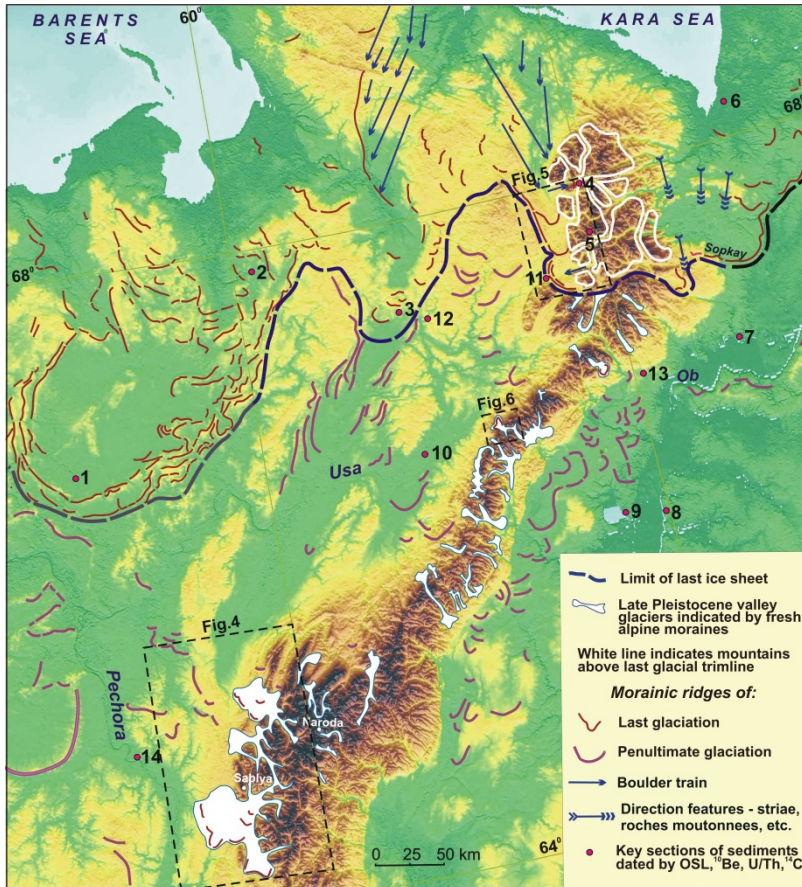 BARENTS
SEA
60⁰
KARA SEA
6
68⁰
Fig.5
4
5
Sopkay
68⁰
2
11
3
12
7
13
Ob
Fig.6
1
Usa
10
9
8
Fig.4
Pechora
Naroda
14
Sablya
0 25 50 km
64⁰
Limit of last ice sheet
Late Pleistocene valley
glaciers indicated by fresh
alpine moraines
White line indicates mountains
above last glacial trimline
Morainic ridges of:
Last glaciation
Penultimate glaciation
Boulder train
Direction features - striae,
roches moutonnees, etc.
Key sections of sediments
dated by OSL,¹⁰Be, U/Th,¹⁴C